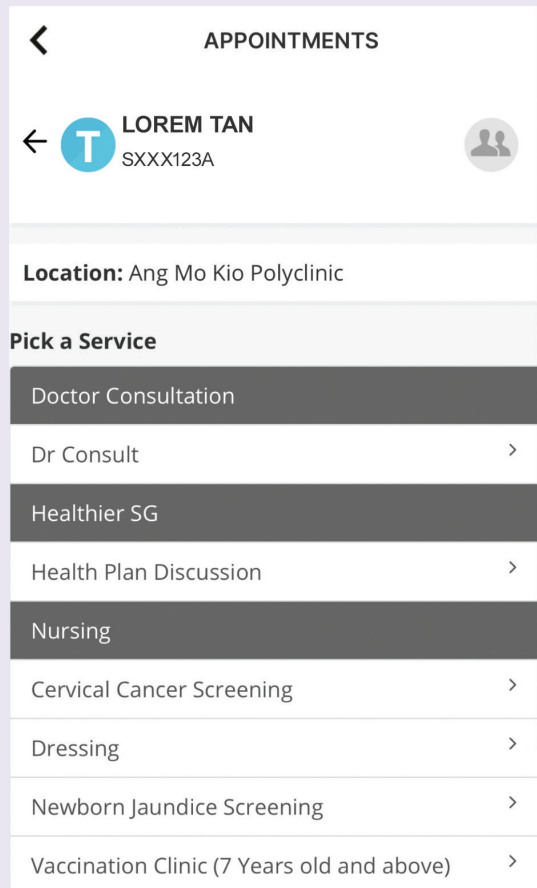 APPOINTMENTS
T
LOREM TAN
SXXX123A
Location: Ang Mo Kio Polyclinic
Pick a Service
Doctor Consultation
Dr Consult
Healthier SG
Health Plan Discussion
Nursing
Cervical Cancer Screening
Dressing
Newborn Jaundice Screening
Vaccination Clinic (7 Years old and above)